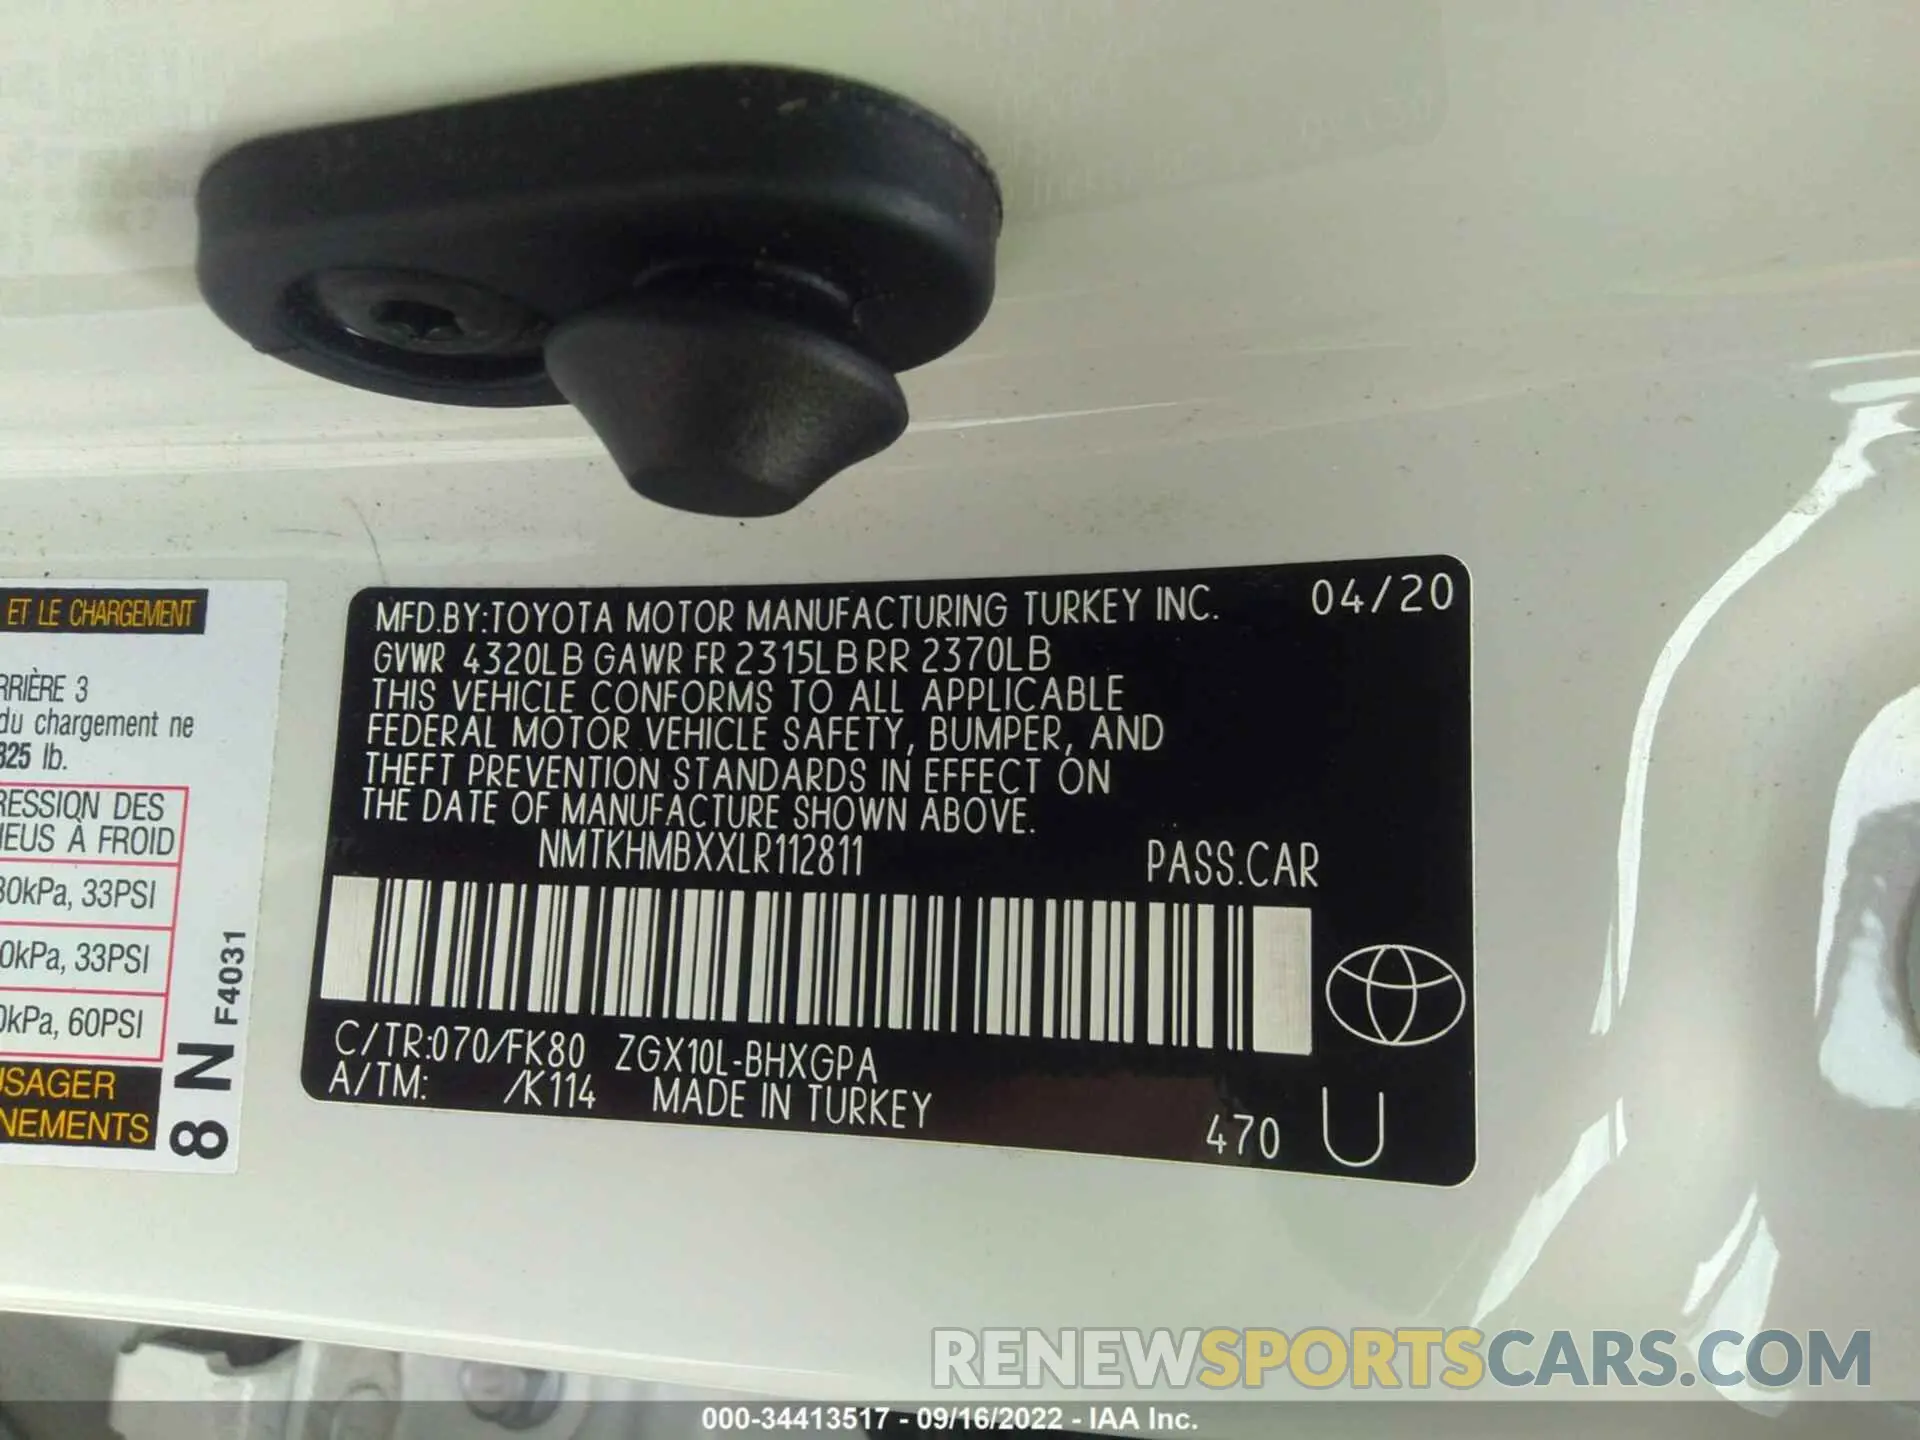 ET LE CHARGEMENT
RRIÈRE 3
du chargement ne
825 lb.
RESSION DES
EUS À FROID
30kPa, 33PSI
0kPa, 33PSI
0kPa, 60PSI
USAGER
NEMENTS
8 N F4031
MFD.BY:TOYOTA MOTOR MANUFACTURING TURKEY INC. 04/20
GVWR 4320LB GAWR FR 2315LB RR 2370LB
THIS VEHICLE CONFORMS TO ALL APPLICABLE
FEDERAL MOTOR VEHICLE SAFETY, BUMPER, AND
THEFT PREVENTION STANDARDS IN EFFECT ON
THE DATE OF MANUFACTURE SHOWN ABOVE.
NMTKHMBXXLR112811 PASS.CAR
C/TR:070/FK80 ZGX10L-BHXGPA
A/TM: /K114 MADE IN TURKEY
470 U
RENEWSPORTSCARS.COM
000-34413517 - 09/16/2022 - IAA Inc.